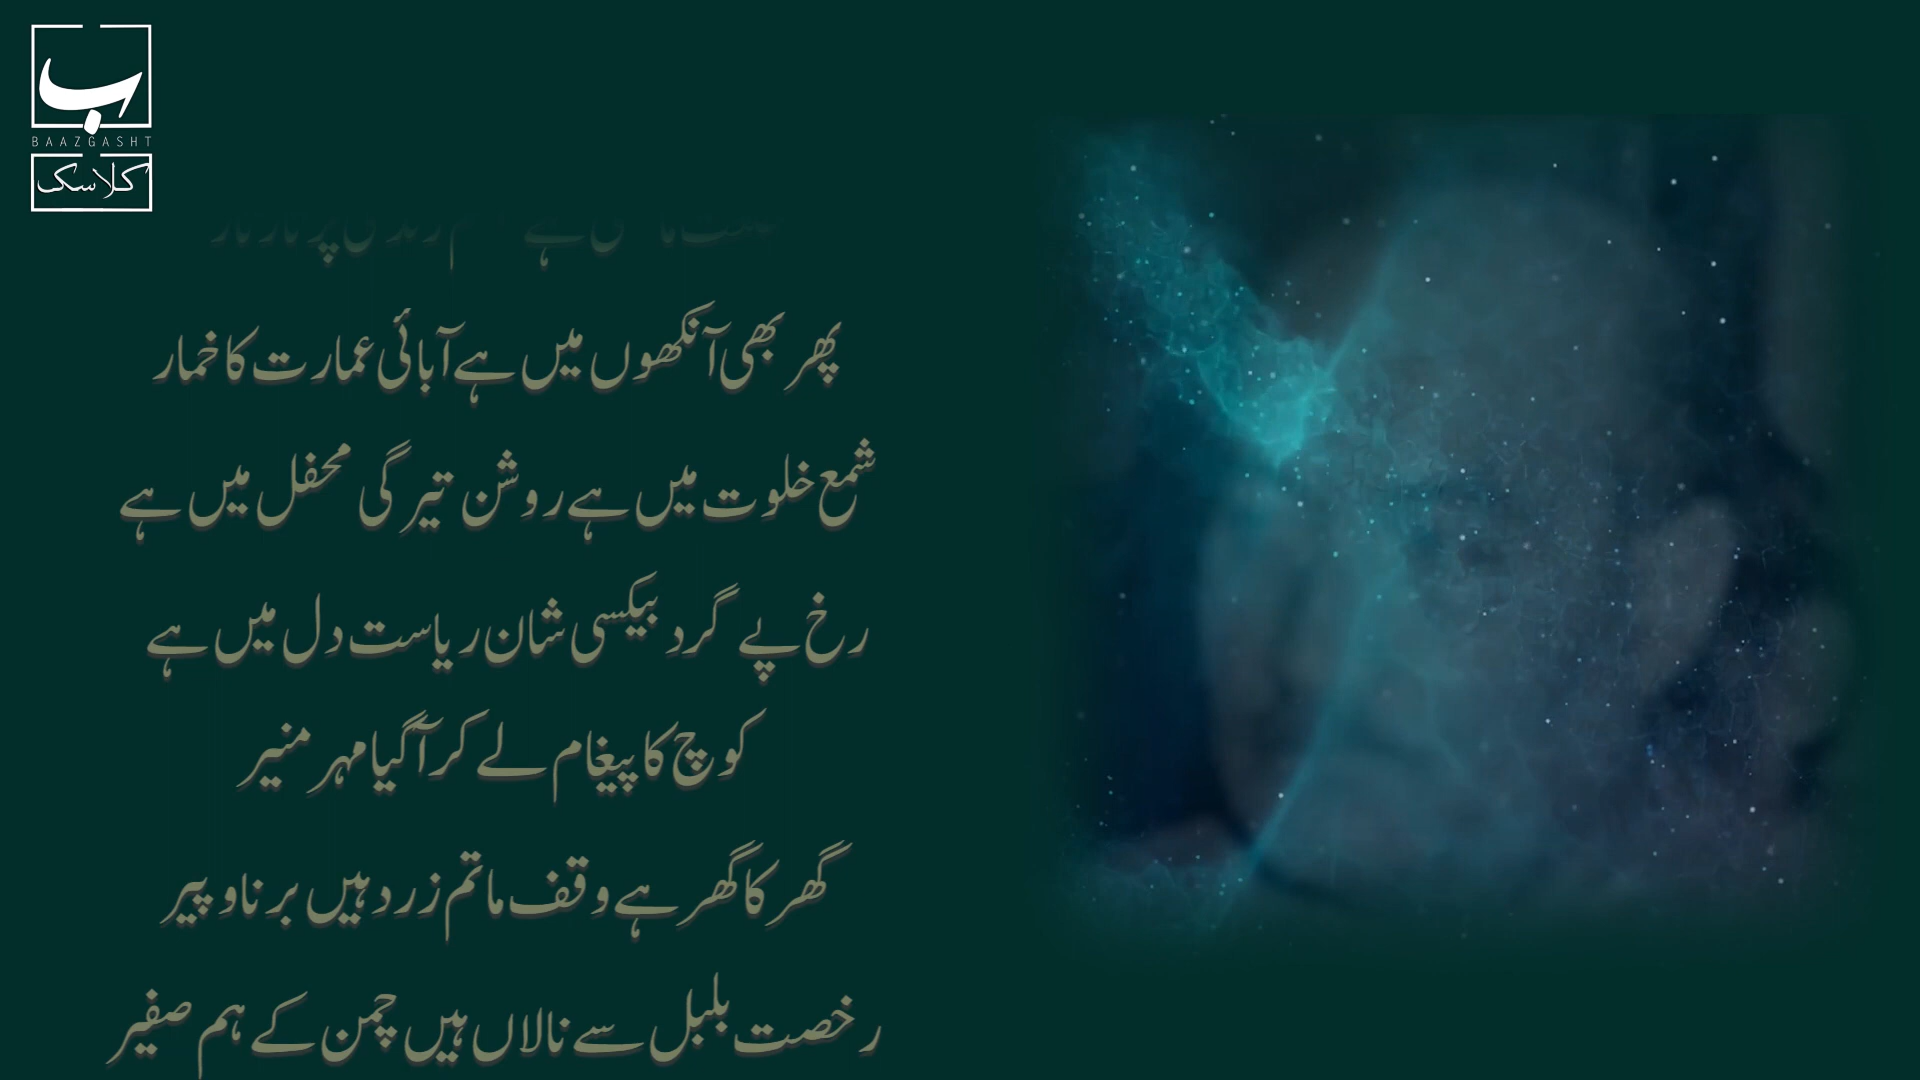 ب
BAAZGASHT
کلاسک
پھر بھی آنکھوں میں ہے آبائی عمارت کا خمار
شمع خلوت میں ہے روشن تیرگی محفل میں ہے
رخ پے گرد بیکسی شان ریاست دل میں ہے
کوچ کا پیغام لے کر آ گیا مہر منیر
گھر کا گھر ہے وقف ماتم زرد ہیں برنا و پیر
رخصت بلبل سے نالاں ہیں چمن کے ہم صفیر